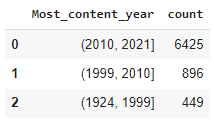 Most_content_year count
0 (2010, 2021] 6425
1 (1999, 2010] 896
2 (1924, 1999] 449